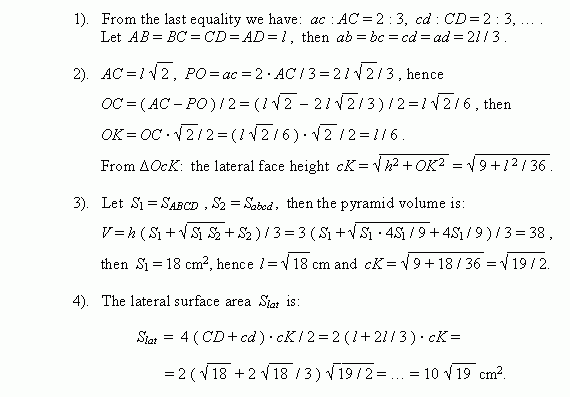 1). From the last equality we have: ac : AC = 2 : 3, cd : CD = 2 : 3, ... .
Let AB = BC = CD = AD = l, then ab = bc = cd = ad = 2l / 3.
2). AC = l √2, PO = ac = 2 · AC / 3 = 2 l √2 / 3, hence
OC = ( AC – PO ) / 2 = ( l √2 – 2 l √2 / 3 ) / 2 = l √2 / 6, then
OK = OC · √2 / 2 = ( l √2 / 6 ) · √2 / 2 = l / 6.
From ΔOcK: the lateral face height cK = √(h² + OK²) = √(9 + l² / 36).
3). Let S₁ = S_ABCD , S₂ = S_abcd, then the pyramid volume is:
V = h ( S₁ + √(S₁ S₂) + S₂ ) / 3 = 3 ( S₁ + √(S₁ · 4S₁ / 9) + 4S₁ / 9 ) / 3 = 38 ,
then S₁ = 18 cm², hence l = √18 cm and cK = √(9 + 18 / 36) = √(19 / 2).
4). The lateral surface area S_lat is:
S_lat = 4 ( CD + cd ) · cK / 2 = 2 ( l + 2l / 3 ) · cK =
= 2 ( √18 + 2 √18 / 3 ) √(19 / 2) = ... = 10 √19 cm².